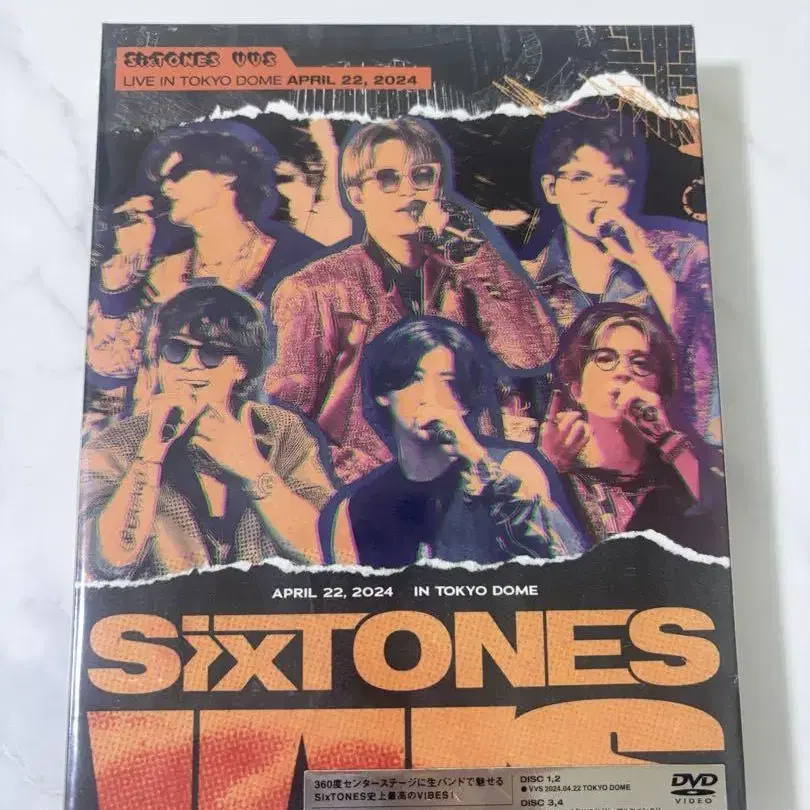 SixTONES VVS
LIVE IN TOKYO DOME APRIL 22, 2024
APRIL 22, 2024 IN TOKYO DOME
SixTONES
VVS
360度センターステージに生バンドで魅せる
SixTONES史上最高のVIBES!
DISC 1,2
● VVS 2024.04.22 TOKYO DOME
DISC 3,4
DVD
VIDEO